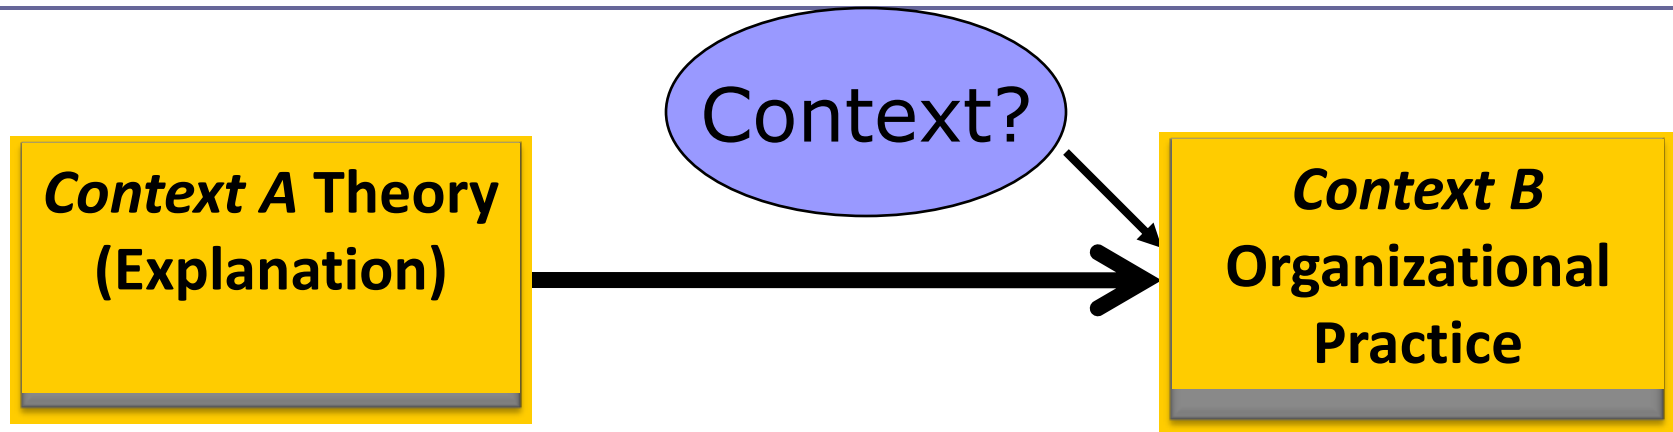 Context?
Context A Theory
(Explanation)
Context B
Organizational
Practice